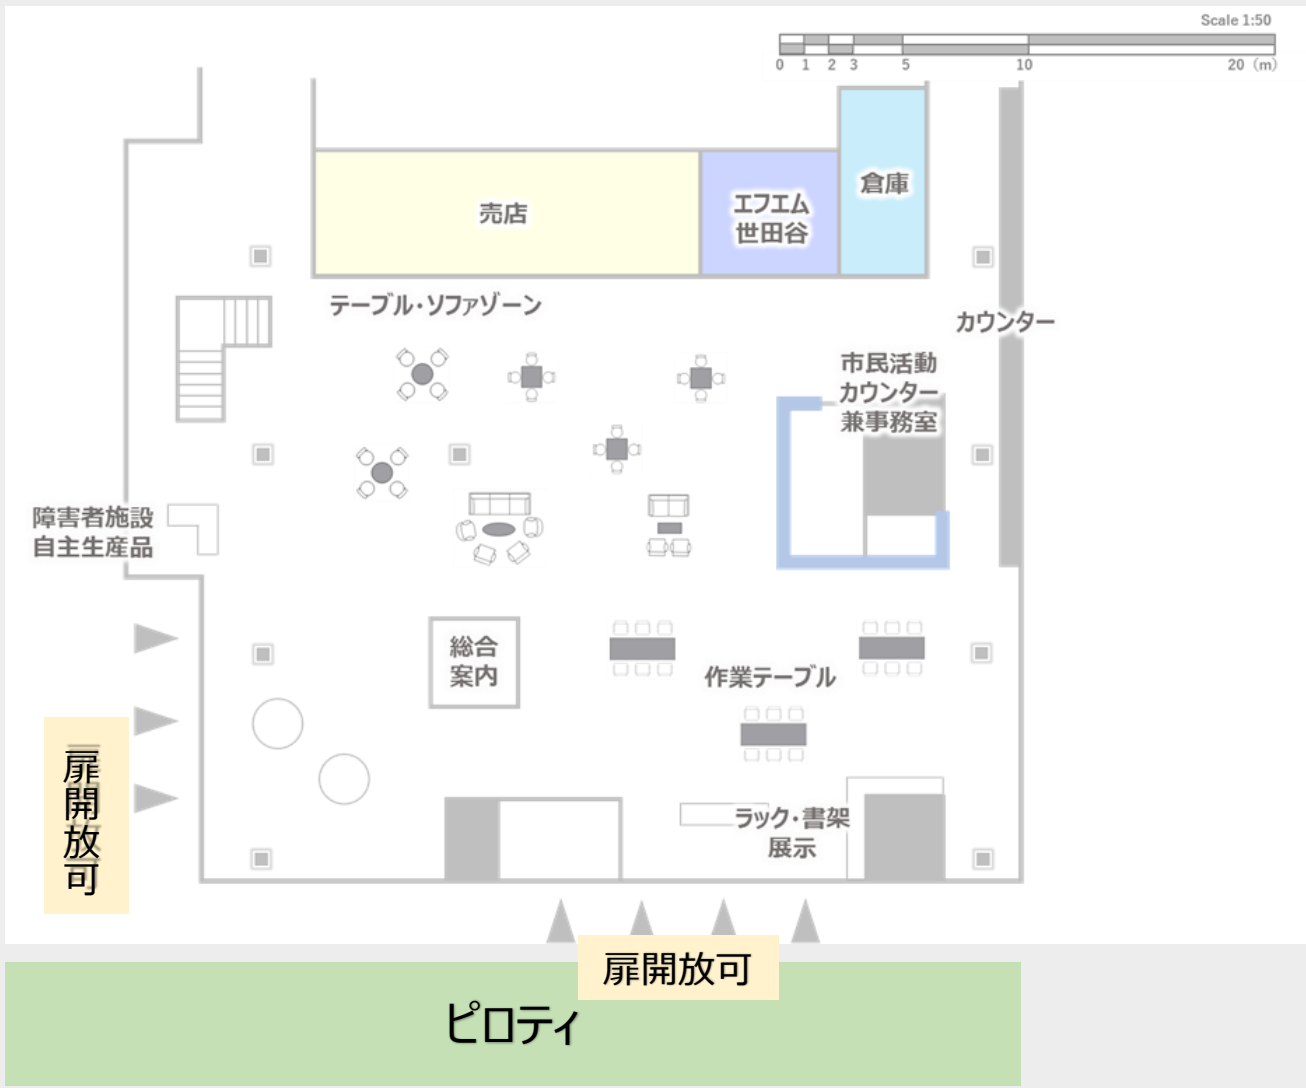 Scale 1:50
0 1 2 3 5 10 20 (m)
売店
エフエム
世田谷
倉庫
テーブル・ソファゾーン
カウンター
市民活動
カウンター
兼事務室
障害者施設
自主生産品
総合
案内
作業テーブル
ラック・書架
展示
扉開放可
扉開放可
ピロティ